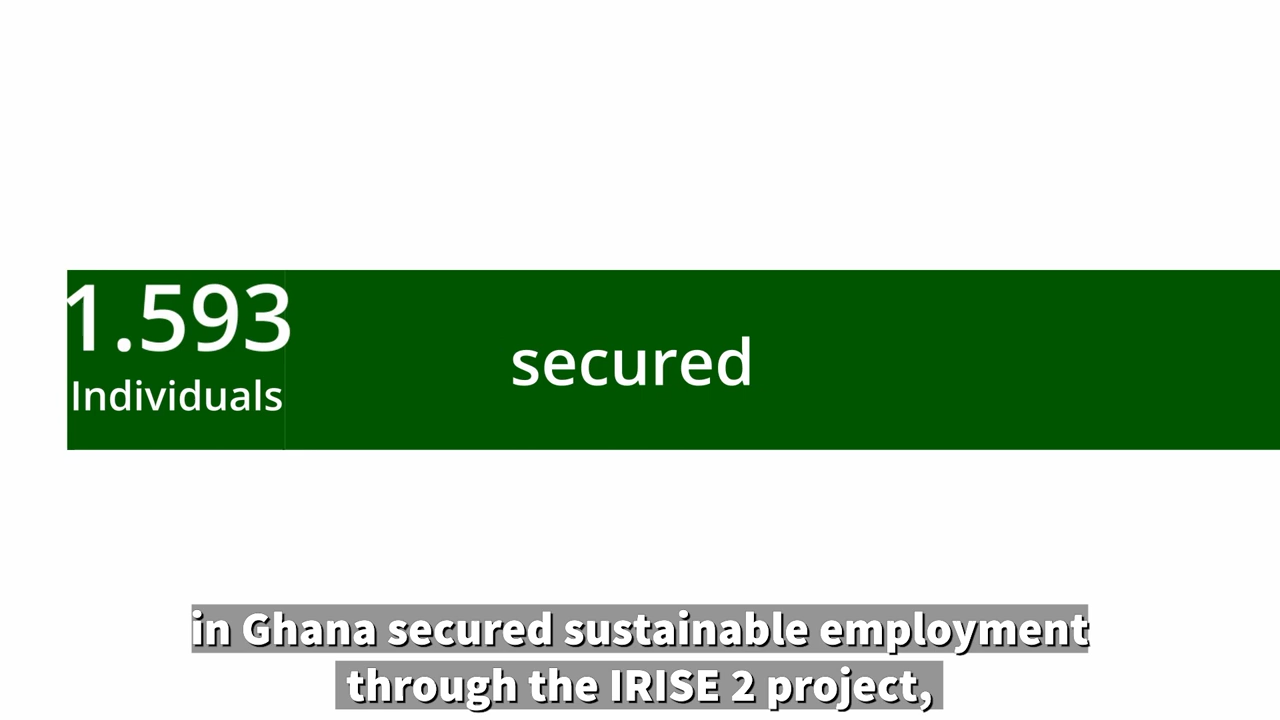 1.593
Individuals
secured
in Ghana secured sustainable employment
through the IRISE 2 project,